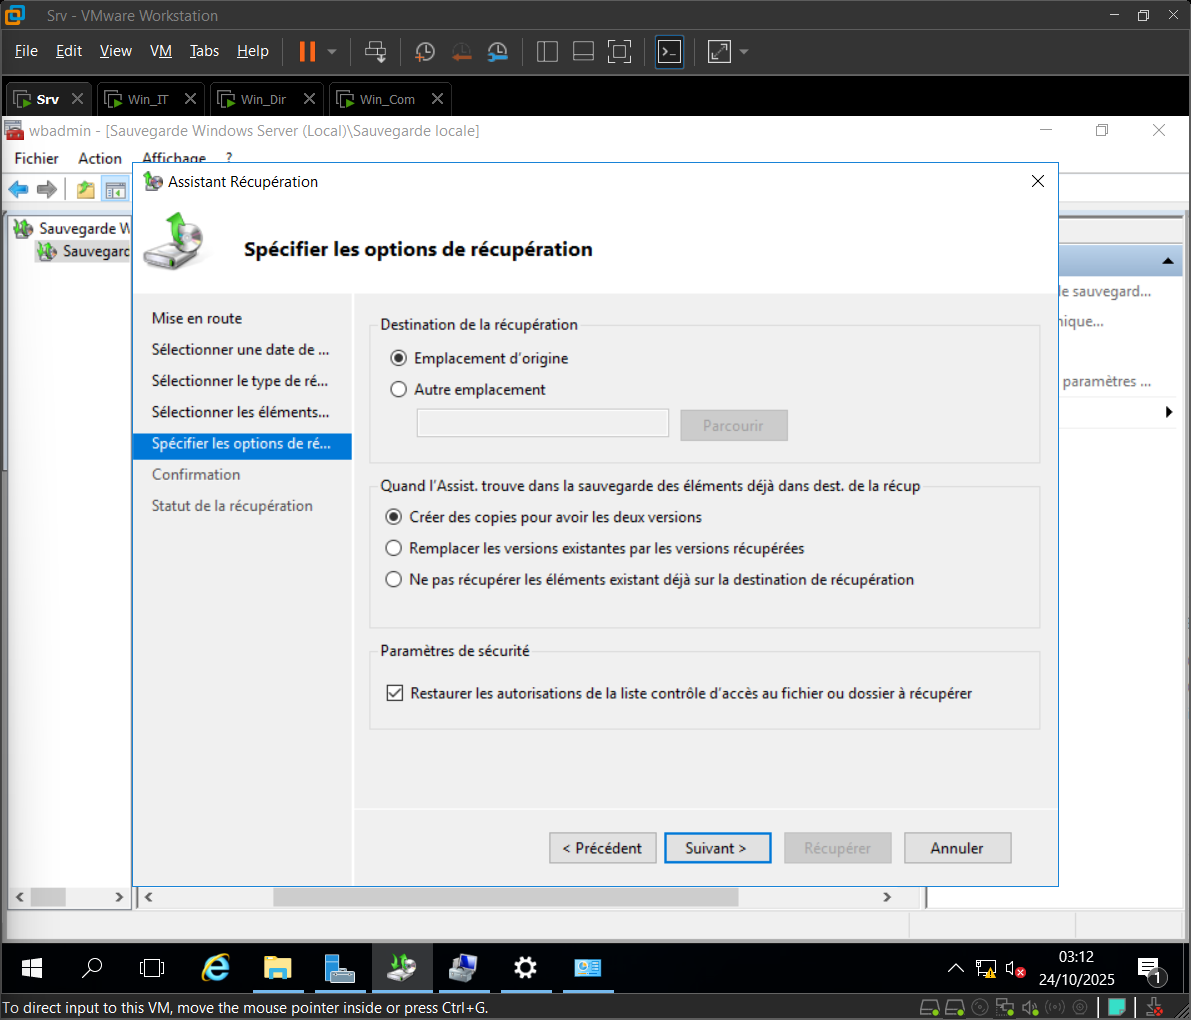 Srv - VMware Workstation
File Edit View VM Tabs Help
Srv Win_IT Win_Dir Win_Com
wbadmin - [Sauvegarde Windows Server (Local)\Sauvegarde locale]
Fichier Action Affichage ?
Assistant Récupération
Sauvegarde W
Sauvegarc
Spécifier les options de récupération
Mise en route
Sélectionner une date de ...
Sélectionner le type de ré...
Sélectionner les éléments...
Spécifier les options de ré...
Confirmation
Statut de la récupération
Destination de la récupération
Emplacement d'origine
Autre emplacement
Parcourir
Quand l'Assist. trouve dans la sauvegarde des éléments déjà dans dest. de la récup
Créer des copies pour avoir les deux versions
Remplacer les versions existantes par les versions récupérées
Ne pas récupérer les éléments existant déjà sur la destination de récupération
Paramètres de sécurité
Restaurer les autorisations de la liste contrôle d'accès au fichier ou dossier à récupérer
< Précédent Suivant > Récupérer Annuler
le sauvegard...
nique...
paramètres ...
03:12
24/10/2025
1
To direct input to this VM, move the mouse pointer inside or press Ctrl+G.